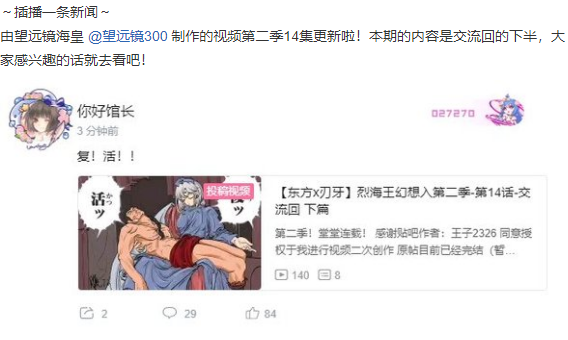 ～插播一条新闻～
由望远镜海皇 @望远镜300 制作的视频第二季14集更新啦！本期的内容是交流回的下半，大
家感兴趣的话就去看吧！
你好馆长
027270
3 分钟前
复！活！！
投稿视频
活ッ
かつ
【东方x刃牙】烈海王幻想入第二季-第14话-交
流回 下篇
第二季！堂堂连载！ 感谢贴吧作者：王子2326 同意授
权于我进行视频二次创作 原帖目前已经完结（暂...
140
8
2
29
84